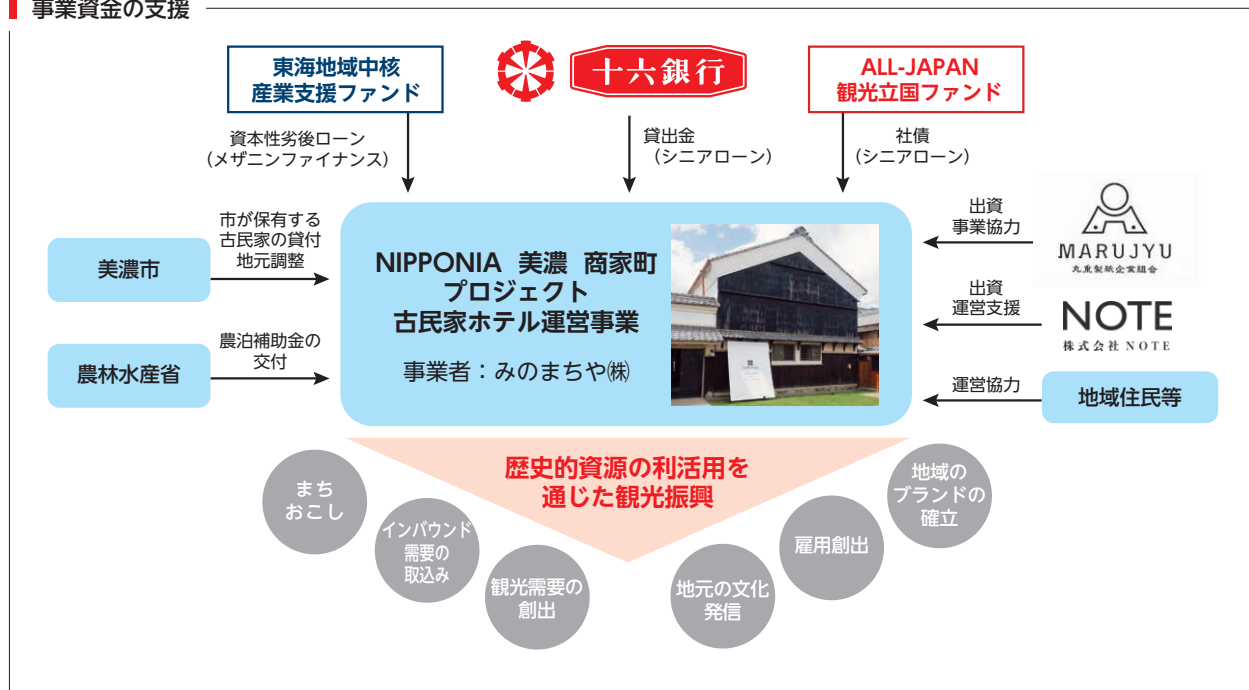 事業資金の支援
東海地域中核
産業支援ファンド
十六銀行
ALL-JAPAN
観光立国ファンド
資本性劣後ローン
（メザニンファイナンス）
貸出金
（シニアローン）
社債
（シニアローン）
市が保有する
古民家の貸付
地元調整
美濃市
農泊補助金の
交付
農林水産省
NIPPONIA 美濃 商家町
プロジェクト
古民家ホテル運営事業
事業者：みのまちや㈱
出資
事業協力
MARUJYU
丸重製紙企業組合
出資
運営支援
NOTE
株式会社 NOTE
運営協力
地域住民等
歴史的資源の利活用を
通じた観光振興
まち
おこし
インバウンド
需要の
取込み
観光需要の
創出
地元の文化
発信
雇用創出
地域の
ブランドの
確立